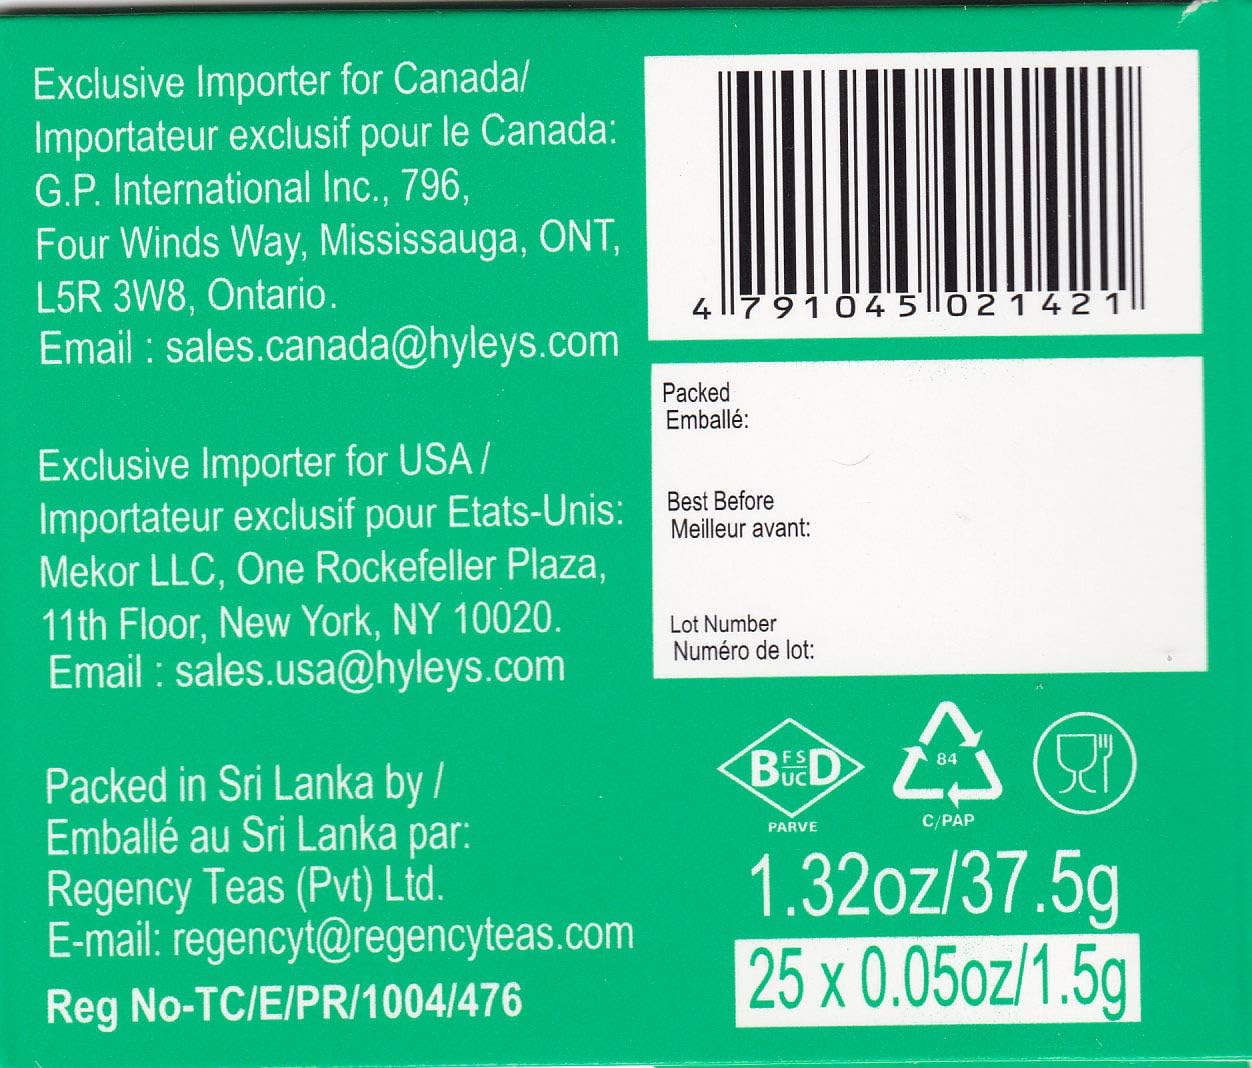 Exclusive Importer for Canada/
Importateur exclusif pour le Canada:
G.P. International Inc., 796,
Four Winds Way, Mississauga, ONT,
L5R 3W8, Ontario.
Email : sales.canada@hyleys.com
Exclusive Importer for USA /
Importateur exclusif pour Etats-Unis:
Mekor LLC, One Rockefeller Plaza,
11th Floor, New York, NY 10020.
Email : sales.usa@hyleys.com
Packed in Sri Lanka by /
Emballé au Sri Lanka par:
Regency Teas (Pvt) Ltd.
E-mail: regencyt@regencyteas.com
Reg No-TC/E/PR/1004/476
4 791045 021421
Packed
Emballé:
Best Before
Meilleur avant:
Lot Number
Numéro de lot:
B FS UC D
PARVE
84
C/PAP
1.32oz/37.5g
25 x 0.05oz/1.5g